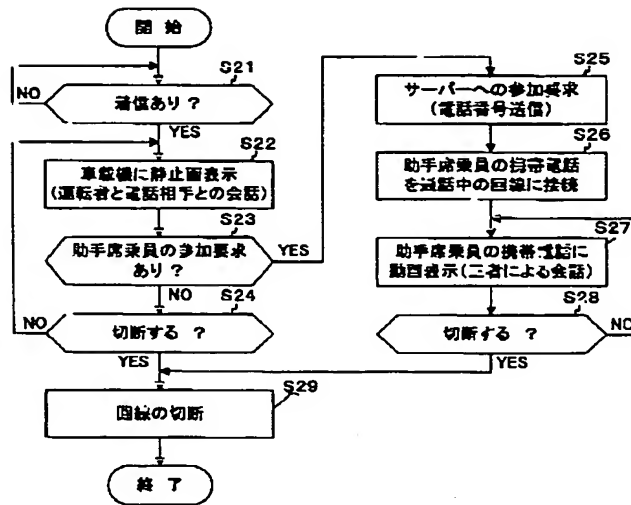 開 始
S21
着信あり ?
NO
YES
S22
車載機に静止画表示
(運転者と電話相手との会話)
S23
助手席乗員の参加要求
あり ?
YES
NO
S24
切断する ?
NO
YES
S25
サーバーへの参加要求
(電話番号送信)
S26
助手席乗員の携帯電話
を通話中の回線に接続
S27
助手席乗員の携帯電話に
動画表示(三者による会話)
S28
切断する ?
NO
YES
S29
回線の切断
終 了